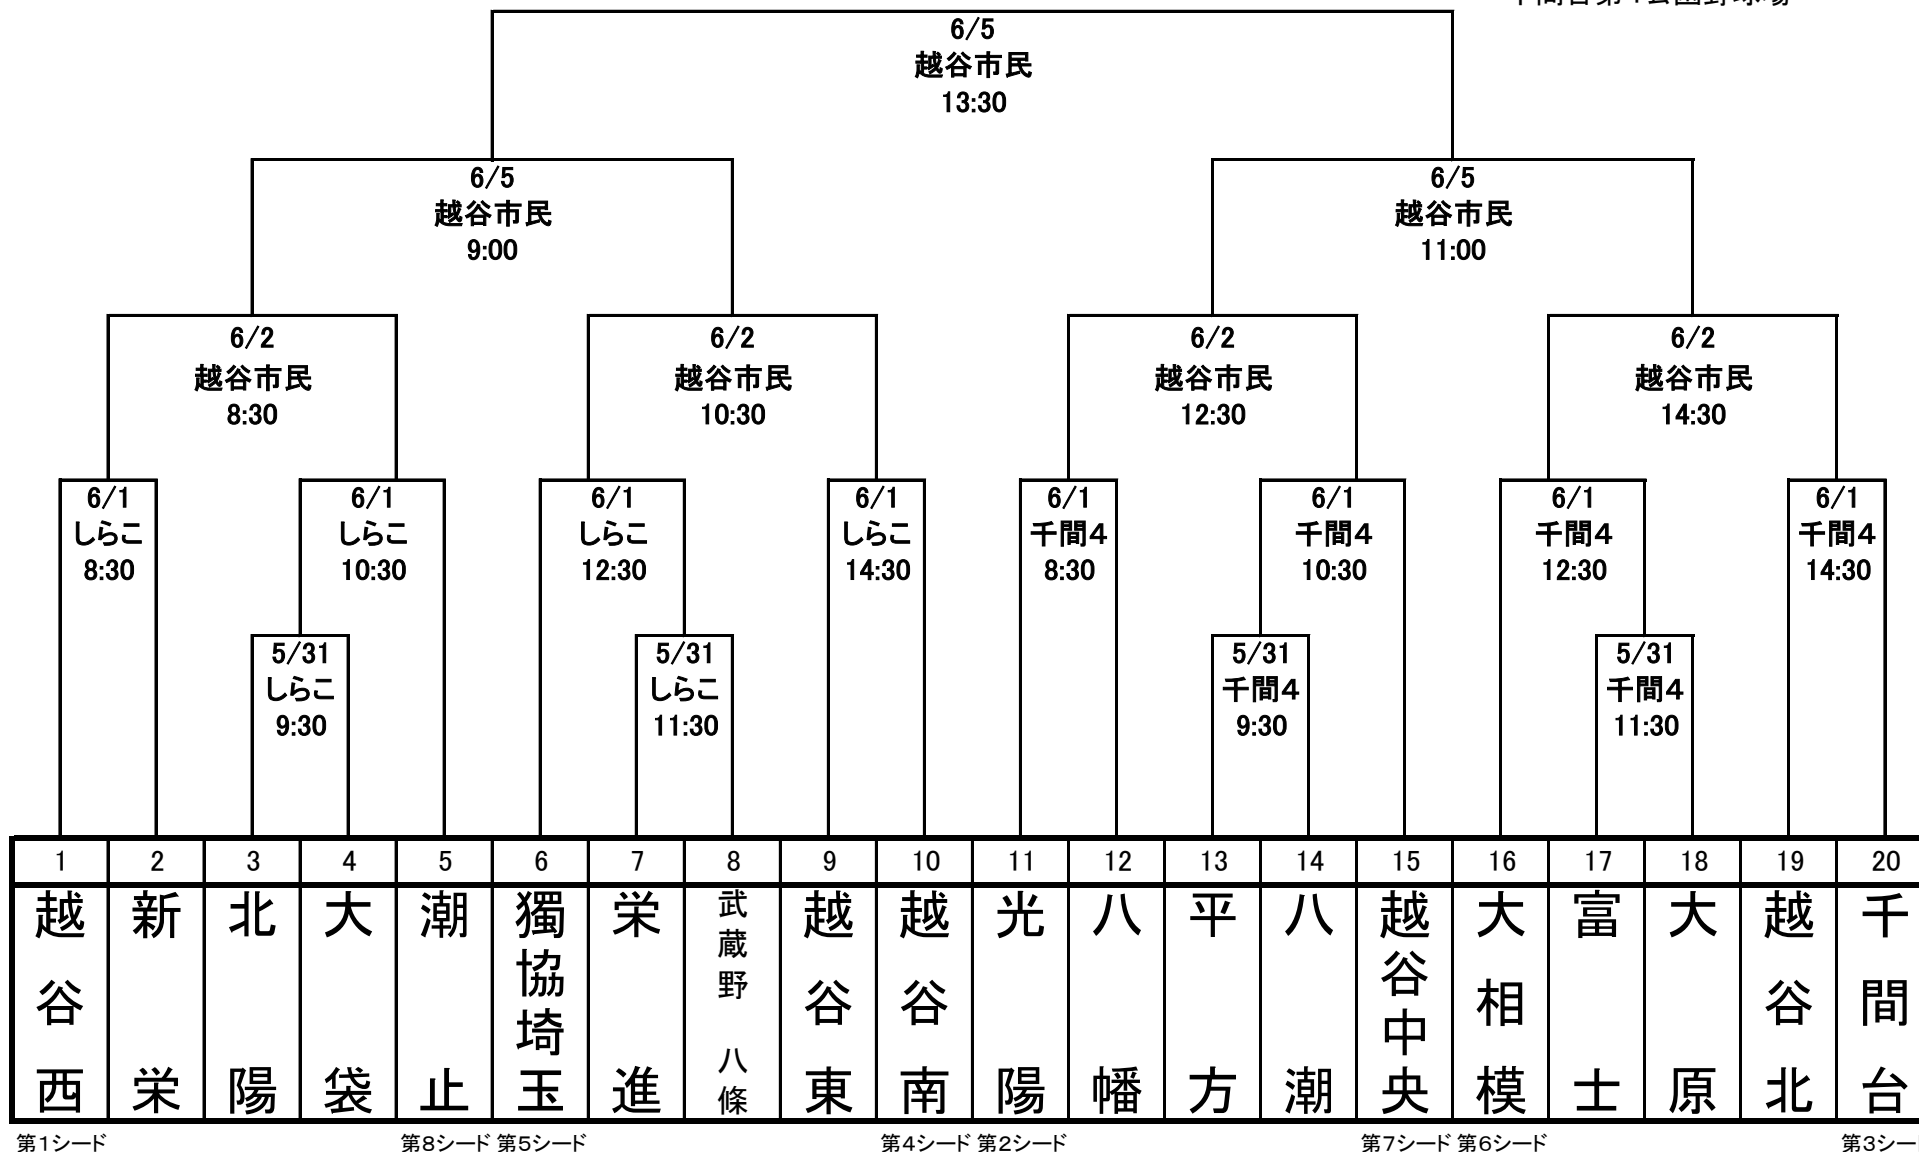 6/5
越谷市民
13:30
6/5
越谷市民
9:00
6/5
越谷市民
11:00
6/2
越谷市民
8:30
6/2
越谷市民
10:30
6/2
越谷市民
12:30
6/2
越谷市民
14:30
6/1
しらこ
8:30
6/1
しらこ
10:30
6/1
しらこ
12:30
6/1
しらこ
14:30
6/1
千間4
8:30
6/1
千間4
10:30
6/1
千間4
12:30
6/1
千間4
14:30
5/31
しらこ
9:30
5/31
しらこ
11:30
5/31
千間4
9:30
5/31
千間4
11:30
1 2 3 4 5 6 7 8 9 10 11 12 13 14 15 16 17 18 19 20
越谷西
新栄
北陽
大袋
潮止
獨協埼玉
栄進
武蔵野 八條
越谷東
越谷南
光陽
八幡
平方
八潮
越谷中央
大相模
富士
大原
越谷北
千間台
第1シード 第8シード 第5シード 第4シード 第2シード 第7シード 第6シード 第3シー